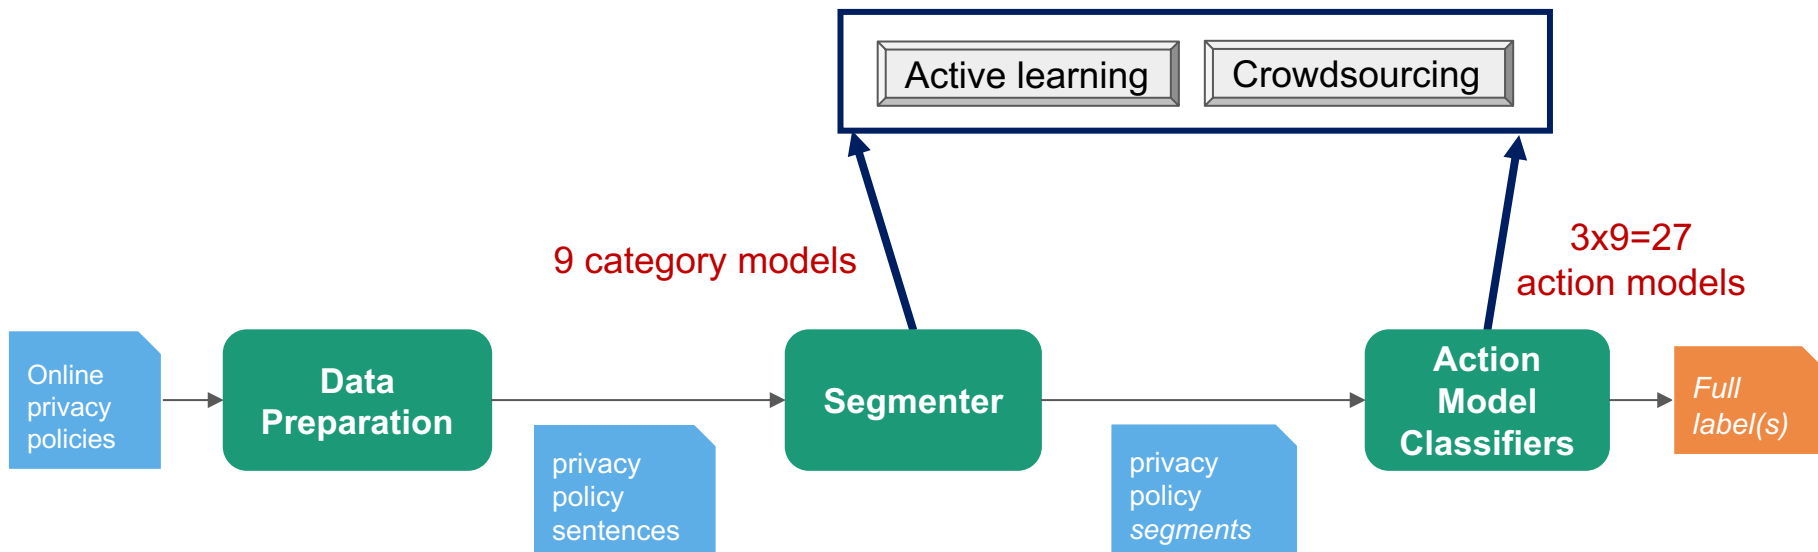 Active learning
Crowdsourcing
9 category models
3x9=27
action models
Online
privacy
policies
Data
Preparation
privacy
policy
sentences
Segmenter
privacy
policy
segments
Action
Model
Classifiers
Full
label(s)